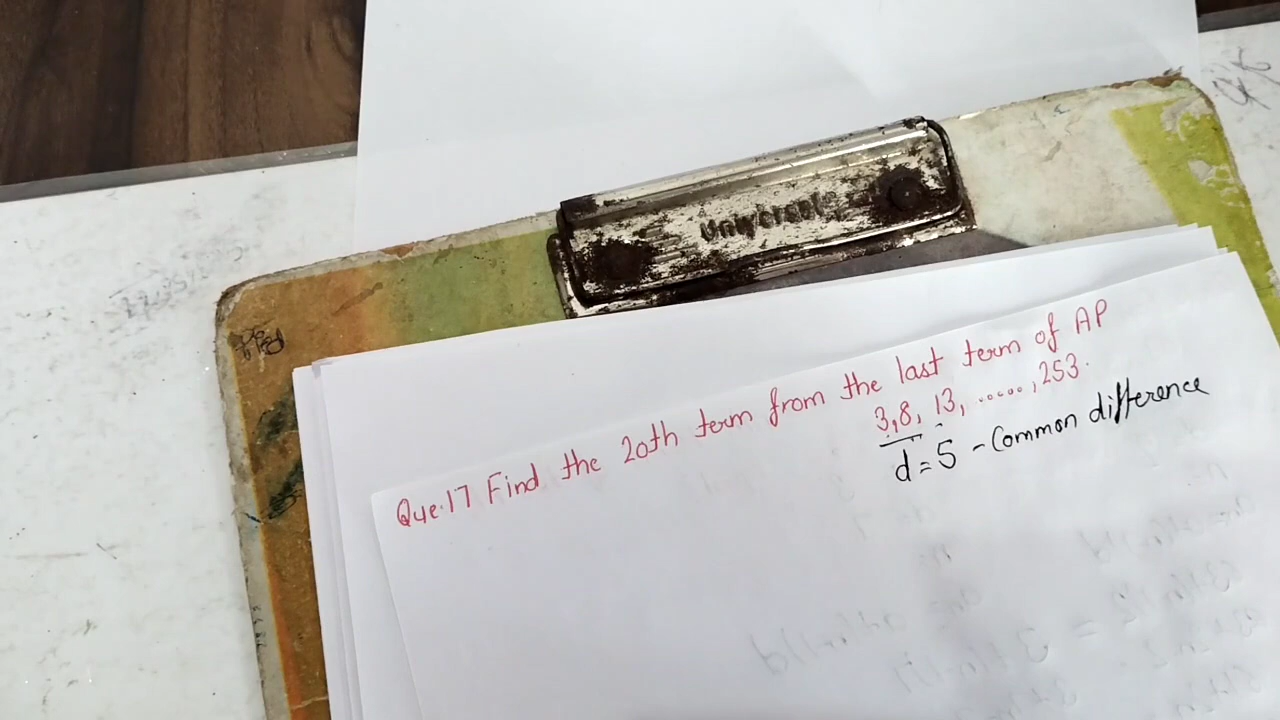 Universal
Que.17 Find the 20th term from the last term of AP
3,8, 13, ......, 253.
d = 5 - Common difference